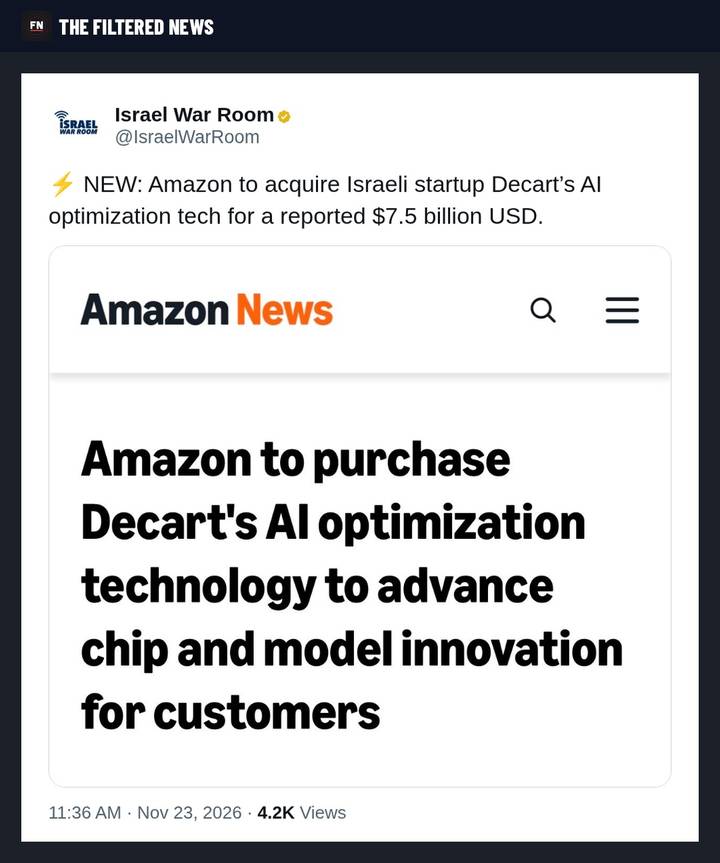 FN THE FILTERED NEWS
ISRAEL
WAR ROOM
Israel War Room
@IsraelWarRoom
⚡ NEW: Amazon to acquire Israeli startup Decart’s AI
optimization tech for a reported $7.5 billion USD.
Amazon News
Amazon to purchase
Decart's AI optimization
technology to advance
chip and model innovation
for customers
11:36 AM · Nov 23, 2026 · 4.2K Views